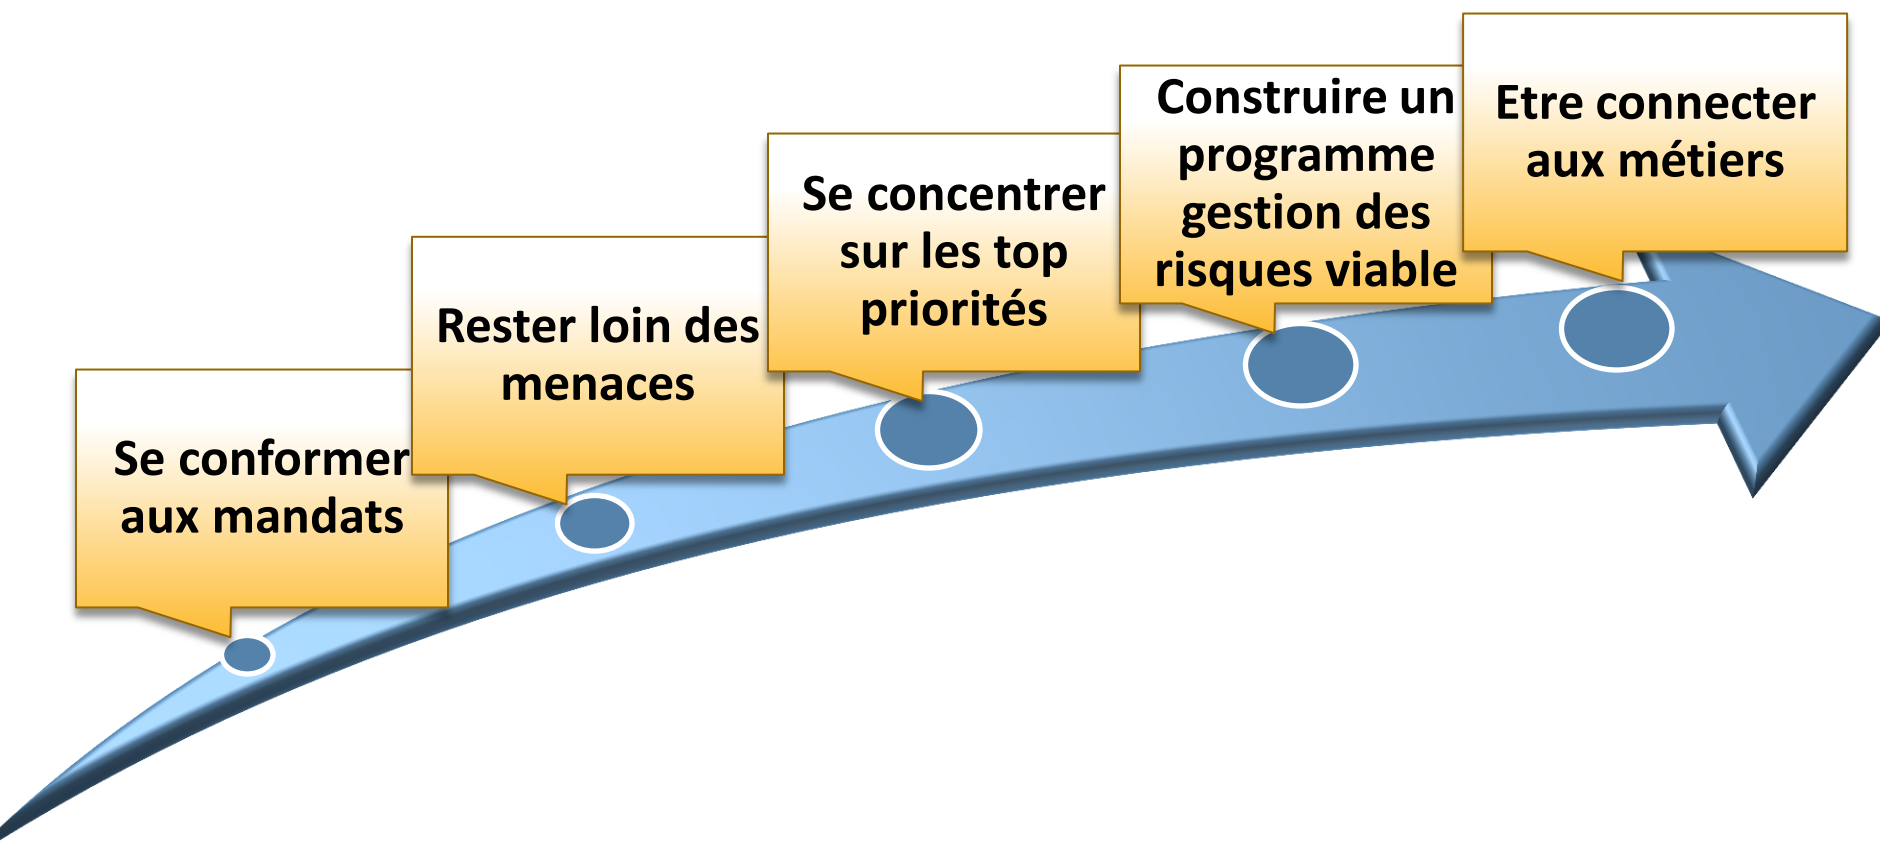 Se conformer
aux mandats
Rester loin des
menaces
Se concentrer
sur les top
priorités
Construire un
programme
gestion des
risques viable
Etre connecter
aux métiers